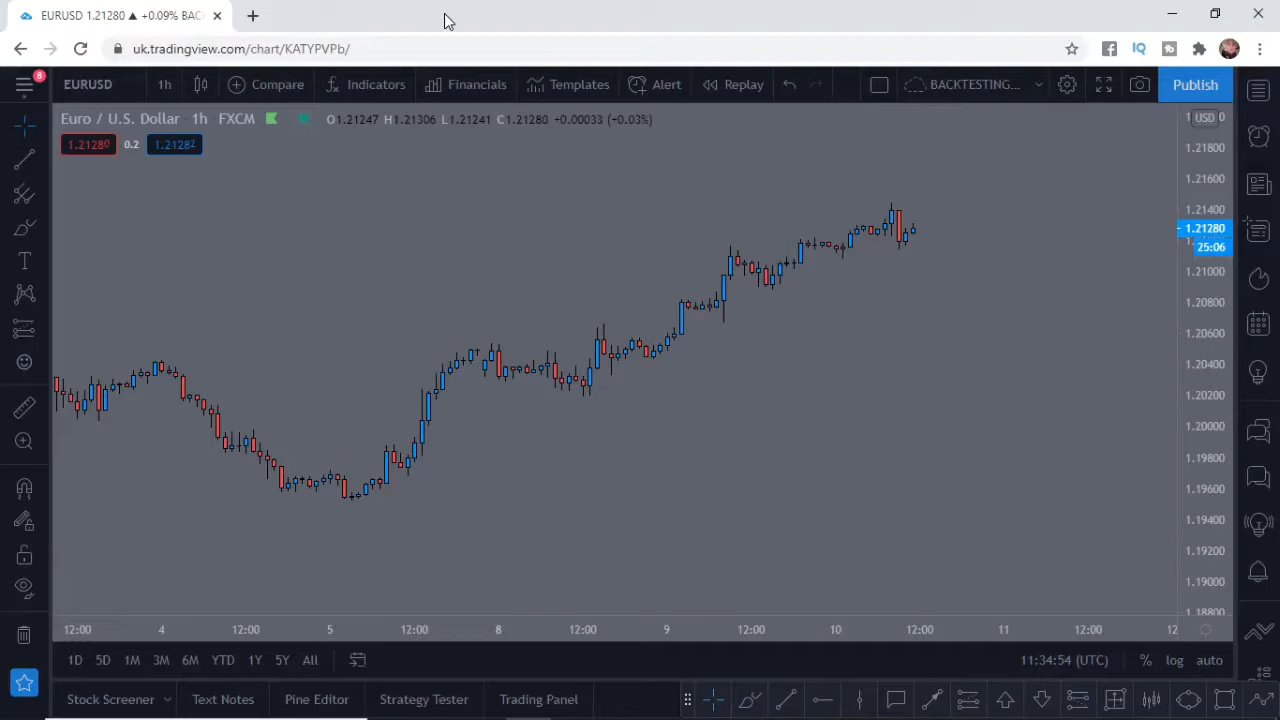 EURUSD 1.21280 ▲ +0.09% BAC
uk.tradingview.com/chart/KATYPVPb/
8
EURUSD 1h Compare Indicators Financials Templates Alert Replay BACKTESTING... Publish
Euro / U.S. Dollar · 1h · FXCM O1.21247 H1.21306 L1.21241 C1.21280 +0.00033 (+0.03%)
1.21280 0.2 1.21282
USD
1.21800
1.21600
1.21400
1.21280
25:06
1.21000
1.20800
1.20600
1.20400
1.20200
1.20000
1.19800
1.19600
1.19400
1.19200
1.19000
1.18800
12:00 4 12:00 5 12:00 8 12:00 9 12:00 10 12:00 11 12:00 12
1D 5D 1M 3M 6M YTD 1Y 5Y All 11:34:54 (UTC) % log auto
Stock Screener Text Notes Pine Editor Strategy Tester Trading Panel